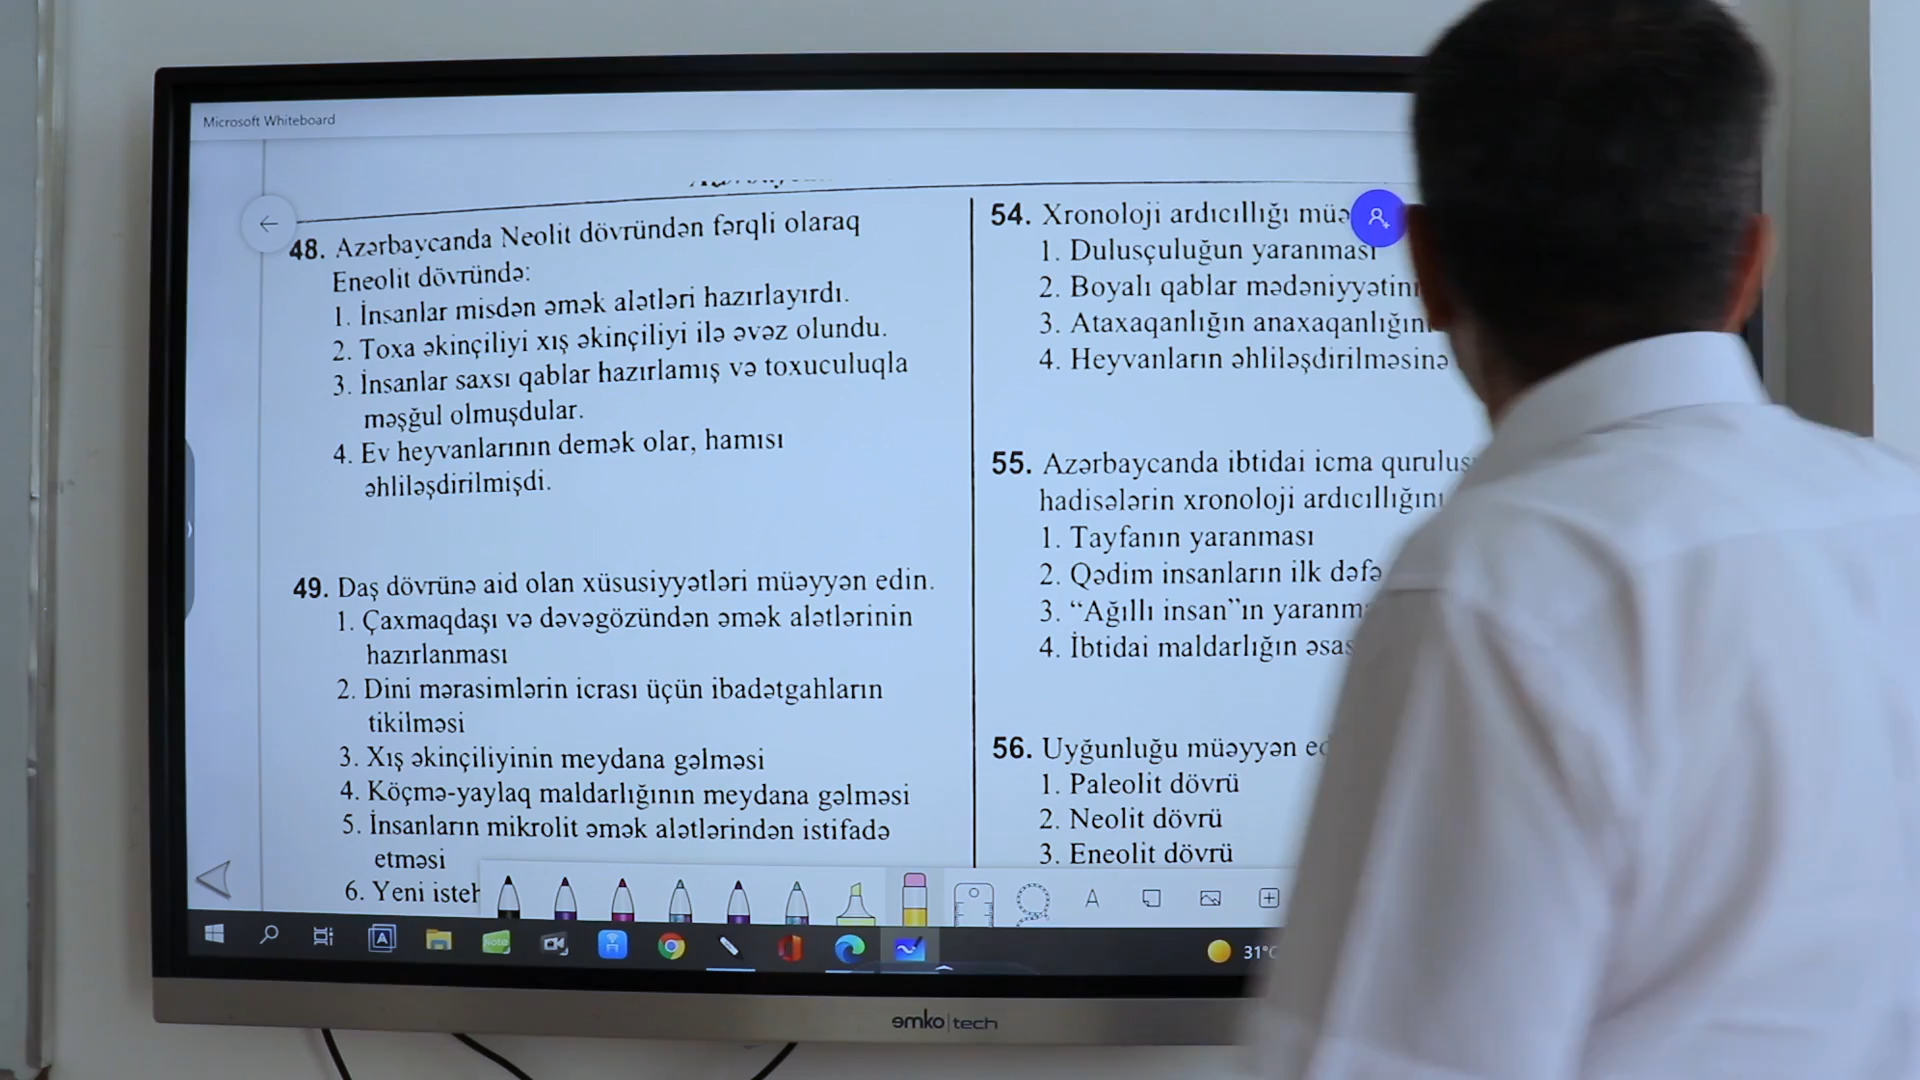 Microsoft Whiteboard
48. Azərbaycanda Neolit dövründən fərqli olaraq
Eneolit dövründə:
1. İnsanlar misdən əmək alətləri hazırlayırdı.
2. Toxa əkinçiliyi xış əkinçiliyi ilə əvəz olundu.
3. İnsanlar saxsı qablar hazırlamış və toxuculuqla
məşğul olmuşdular.
4. Ev heyvanlarının demək olar, hamısı
əhliləşdirilmişdi.
49. Daş dövrünə aid olan xüsusiyyətləri müəyyən edin.
1. Çaxmaqdaşı və dəvəgözündən əmək alətlərinin
hazırlanması
2. Dini mərasimlərin icrası üçün ibadətgahların
tikilməsi
3. Xış əkinçiliyinin meydana gəlməsi
4. Köçmə-yaylaq maldarlığının meydana gəlməsi
5. İnsanların mikrolit əmək alətlərindən istifadə
etməsi
6. Yeni
54. Xronoloji ardıcıllığı
1. Dulusçuluğun yaranması
2. Boyalı qablar
3. Ataxaqanlığın
4. Heyvanların əhliləşdirilməsinə
55. Azərbaycanda ibtidai icma
hadisələrin xronoloji
1. Tayfanın yaranması
2. Qədim insanların ilk dəfə
3. “Ağıllı insan”ın
4. İbtidai maldarlığın
56. Uyğunluğu müəyyən
1. Paleolit dövrü
2. Neolit dövrü
3. Eneolit dövrü
31°C
emko|tech